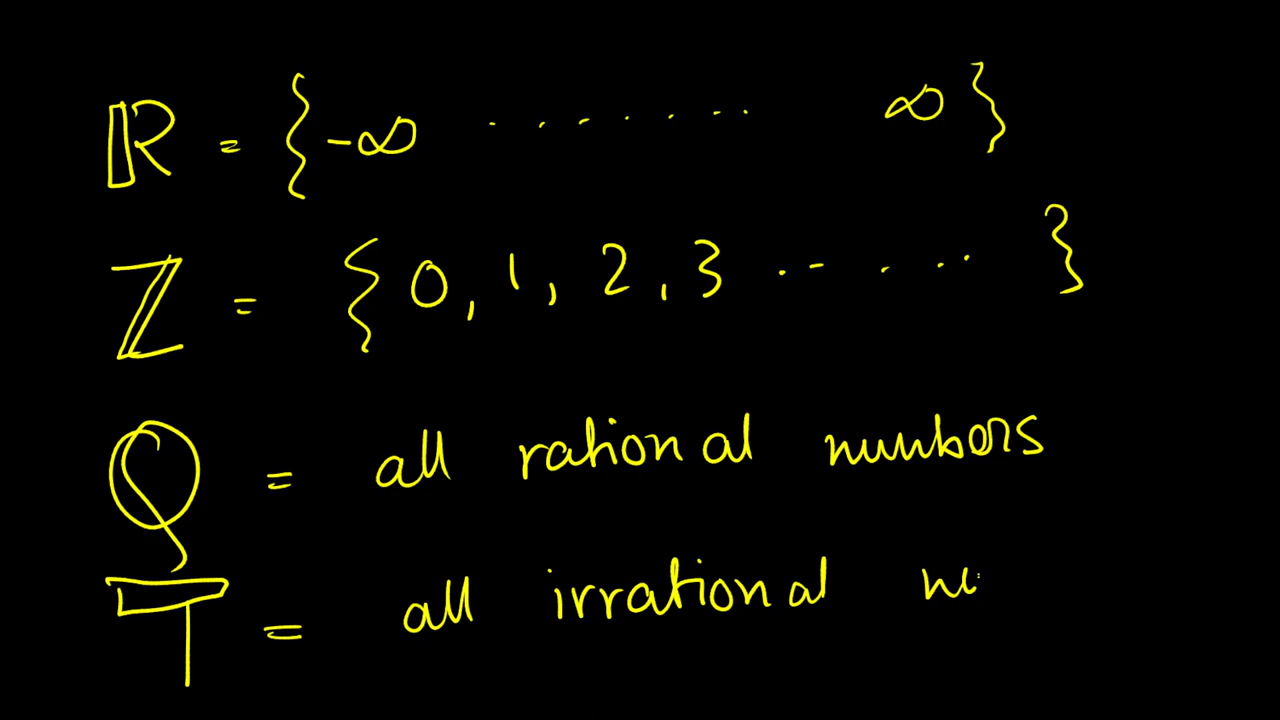 ℝ = {-∞ ....... ∞}
ℤ = {0, 1, 2, 3 ...... }
Q = all rational numbers
T = all irrational